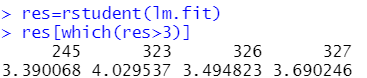 > res=rstudent(lm.fit)
> res[which(res>3)]
245 323 326 327
3.390068 4.029537 3.494823 3.690246